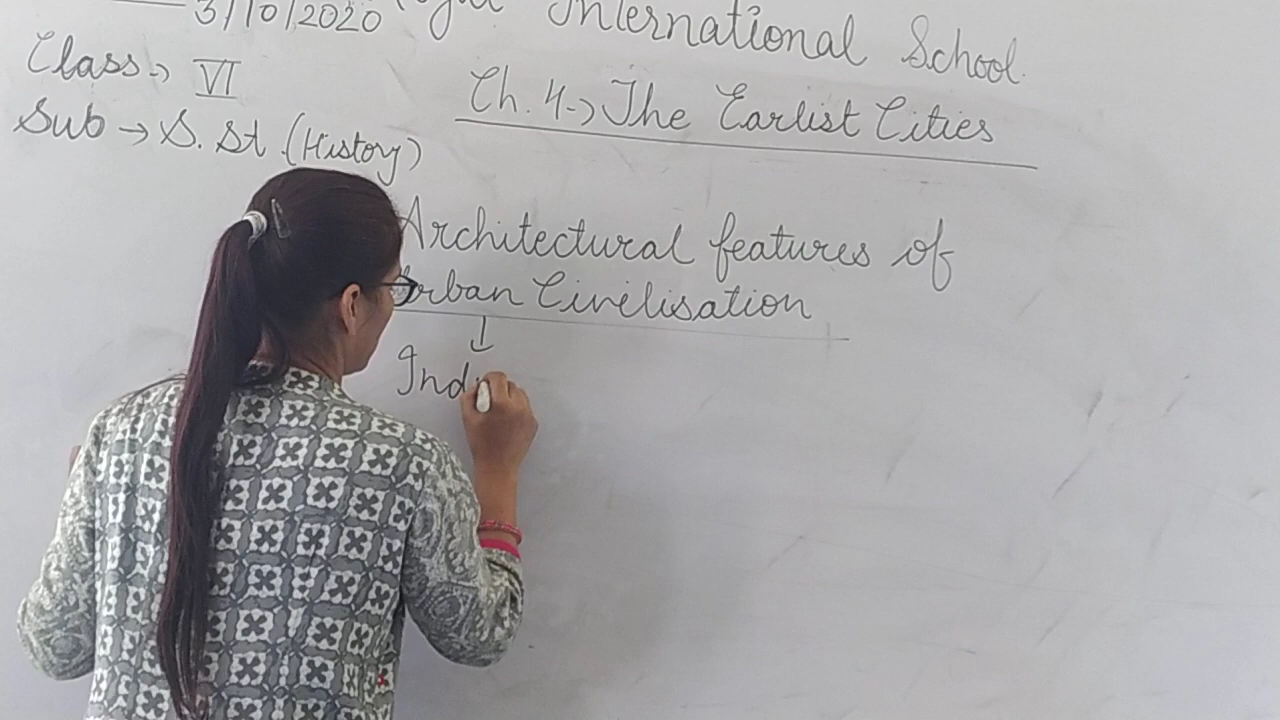 3/10/2020
International School.
Class → VI
Ch. 4 → The Earlist Cities
Sub → S. St. (History)
Architectural features of
Urban Civilisation
↓
Ind